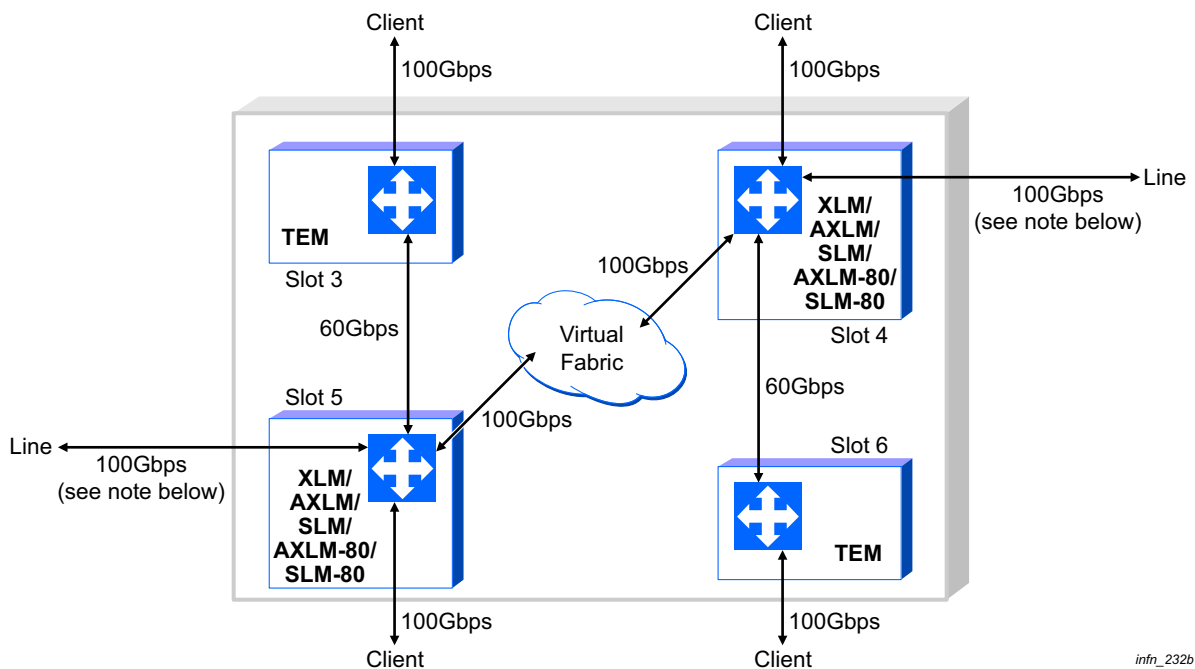 Client
Client
100Gbps
100Gbps
TEM
Slot 3
XLM/
AXLM/
SLM/
AXLM-80/
SLM-80
Slot 4
100Gbps
(see note below)
Line
100Gbps
60Gbps
Virtual
Fabric
60Gbps
100Gbps
Slot 5
Slot 6
Line
100Gbps
(see note below)
XLM/
AXLM/
SLM/
AXLM-80/
SLM-80
TEM
100Gbps
100Gbps
Client
Client
infn_232b